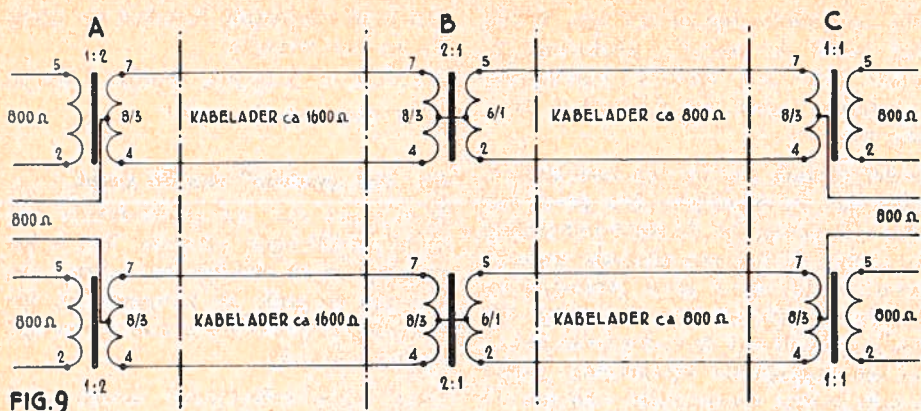 A B C
1:2 2:1 1:1
5 7 7 5 7 5
800 Ω 8/3 KABELADER ca 1600 Ω 8/3 6/1 KABELADER ca 800 Ω 8/3 800 Ω
2 4 4 2 4 2
800 Ω 800 Ω
5 7 7 5 7 5
800 Ω 8/3 KABELADER ca 1600 Ω 8/3 6/1 KABELADER ca 800 Ω 8/3 800 Ω
2 4 4 2 4 2
1:2 2:1 1:1
FIG.9